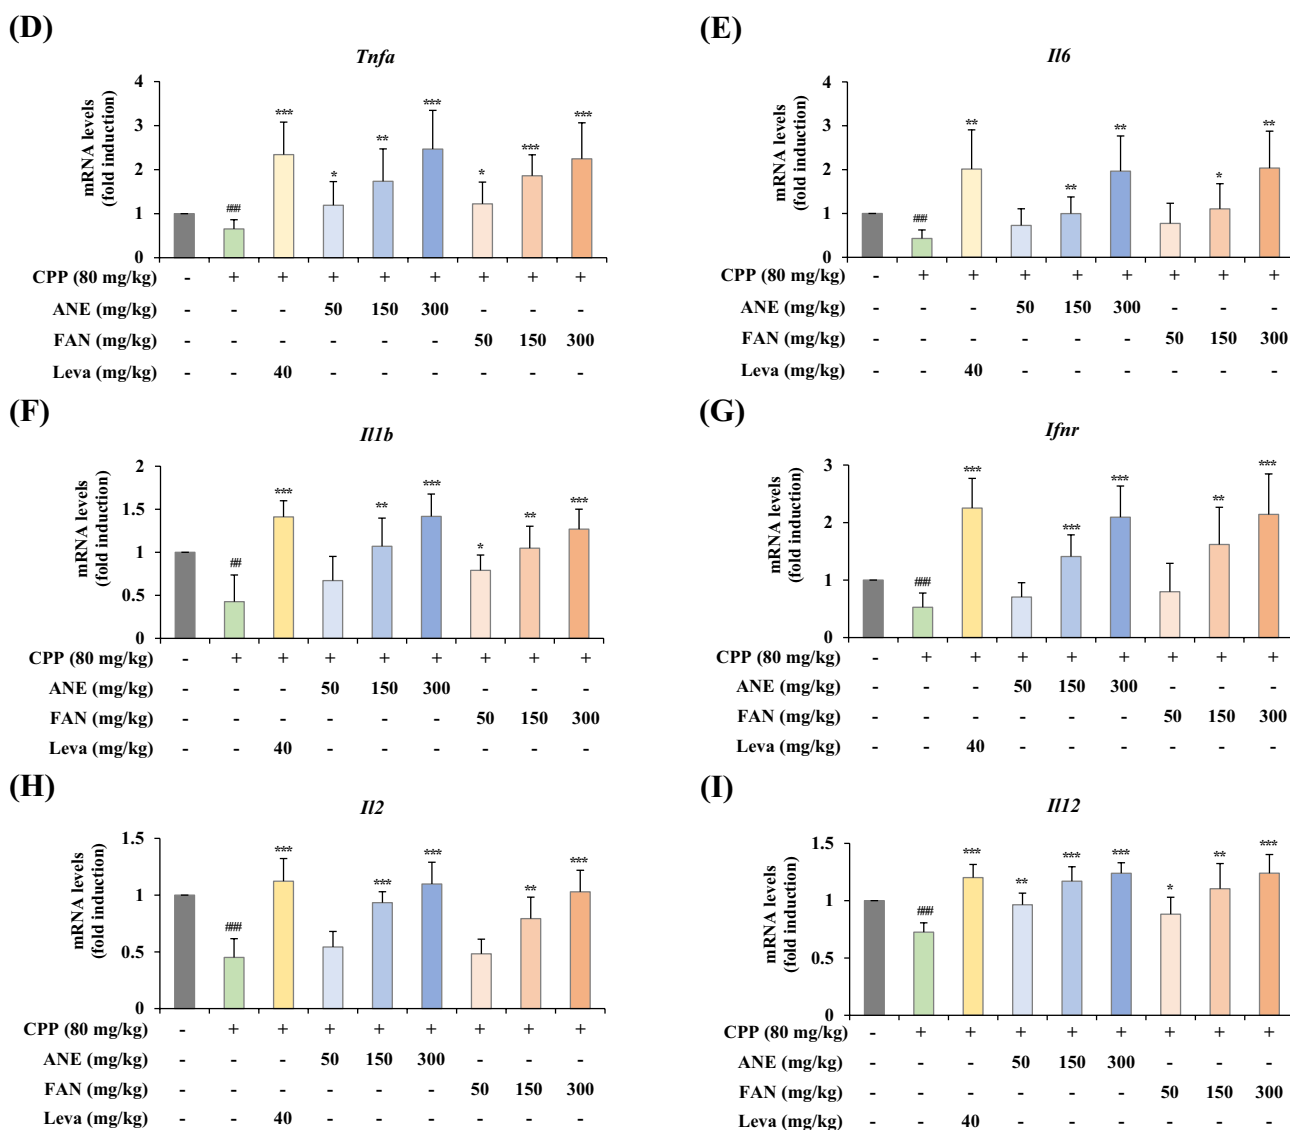 (D)
Tnfa
mRNA levels
(fold induction)
4
3
2
1
0
*** * ** *** * *** ***
###
CPP (80 mg/kg) - + + + + + + + +
ANE (mg/kg) - - - 50 150 300 - - -
FAN (mg/kg) - - - - - - 50 150 300
Leva (mg/kg) - - 40 - - - - - -
(E)
Il6
mRNA levels
(fold induction)
4
3
2
1
0
** ** ** * **
###
CPP (80 mg/kg) - + + + + + + + +
ANE (mg/kg) - - - 50 150 300 - - -
FAN (mg/kg) - - - - - - 50 150 300
Leva (mg/kg) - - 40 - - - - - -
(F)
Il1b
mRNA levels
(fold induction)
2
1.5
1
0.5
0
*** ** *** * ** ***
##
CPP (80 mg/kg) - + + + + + + + +
ANE (mg/kg) - - - 50 150 300 - - -
FAN (mg/kg) - - - - - - 50 150 300
Leva (mg/kg) - - 40 - - - - - -
(G)
Ifnr
mRNA levels
(fold induction)
3
2
1
0
*** *** *** ** ***
###
CPP (80 mg/kg) - + + + + + + + +
ANE (mg/kg) - - - 50 150 300 - - -
FAN (mg/kg) - - - - - - 50 150 300
Leva (mg/kg) - - 40 - - - - - -
(H)
Il2
mRNA levels
(fold induction)
1.5
1
0.5
0
*** *** *** ** ***
###
CPP (80 mg/kg) - + + + + + + + +
ANE (mg/kg) - - - 50 150 300 - - -
FAN (mg/kg) - - - - - - 50 150 300
Leva (mg/kg) - - 40 - - - - - -
(I)
Il12
mRNA levels
(fold induction)
1.5
1
0.5
0
*** ** *** *** * ** ***
###
CPP (80 mg/kg) - + + + + + + + +
ANE (mg/kg) - - - 50 150 300 - - -
FAN (mg/kg) - - - - - - 50 150 300
Leva (mg/kg) - - 40 - - - - - -